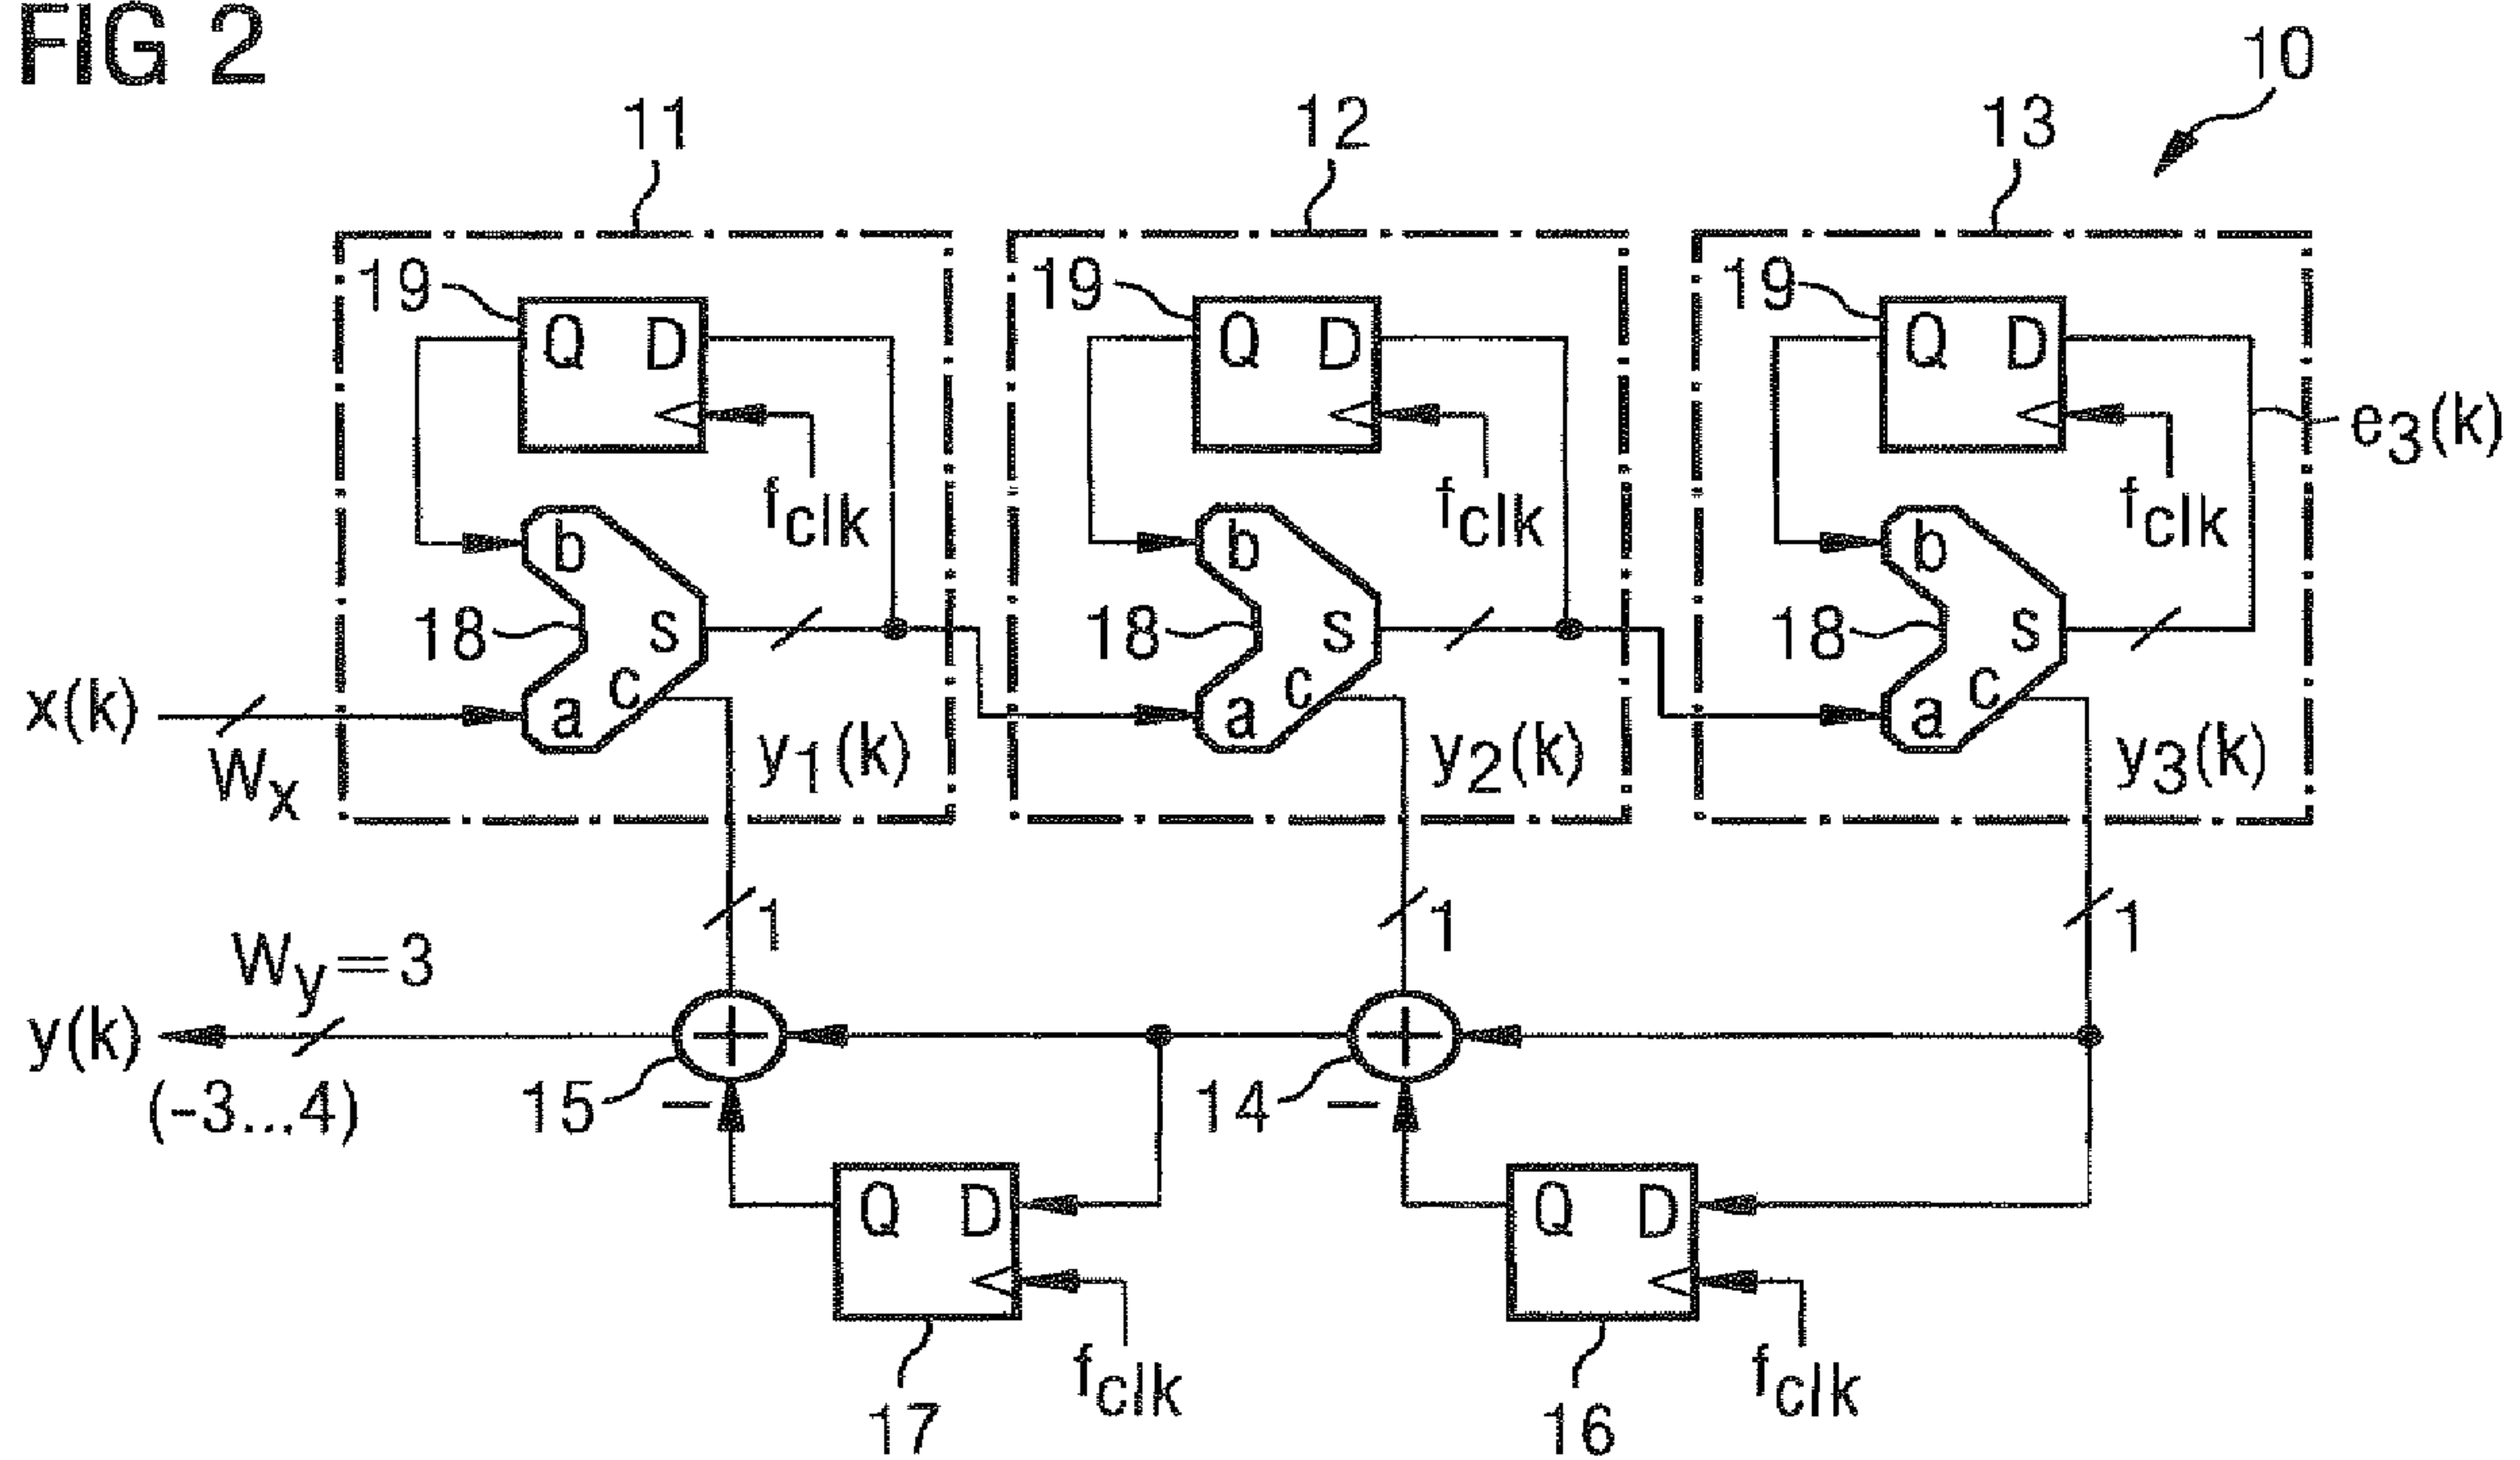 FIG 2
10
11
12
13
19
Q
D
19
Q
D
19
Q
D
e3(k)
fclk
fclk
fclk
b
b
b
18
s
18
s
18
s
c
c
c
x(k)
a
a
a
Wx
y1(k)
y2(k)
y3(k)
1
1
1
Wy=3
y(k)
+
+
(-3...4)
15
−
14
−
Q
D
Q
D
fclk
fclk
17
16